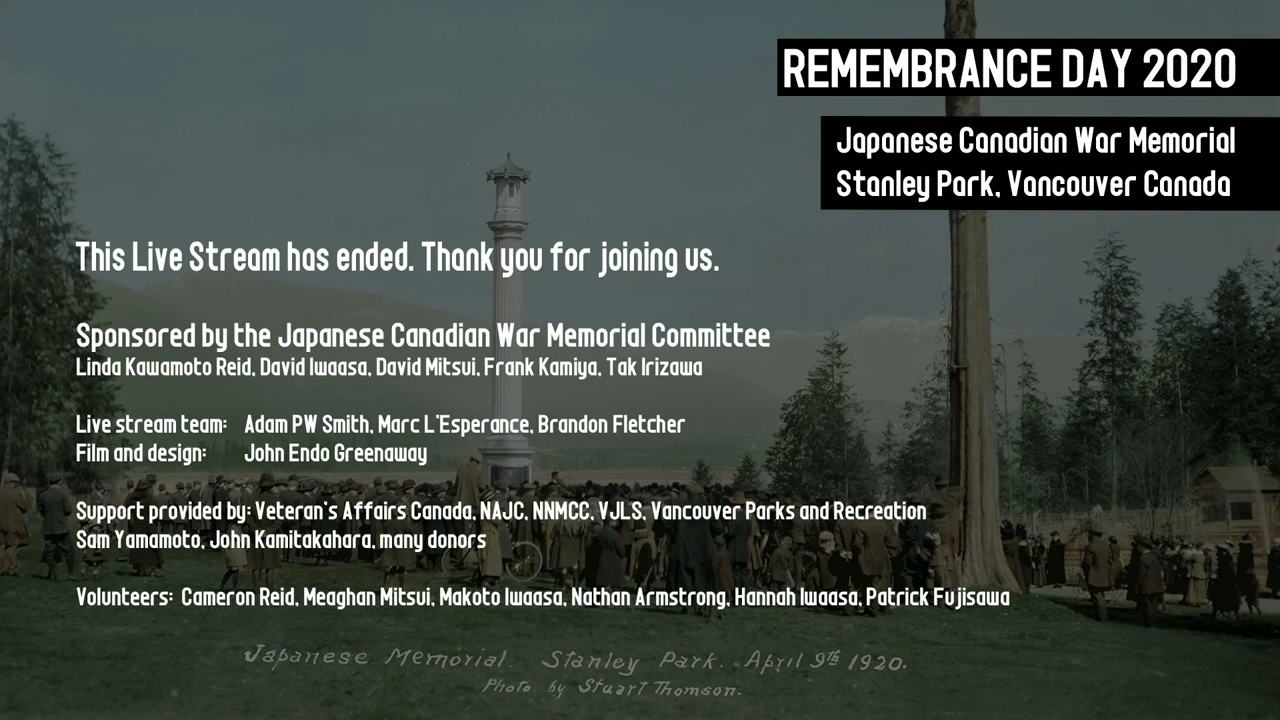 REMEMBRANCE DAY 2020
Japanese Canadian War Memorial
Stanley Park, Vancouver Canada
This Live Stream has ended. Thank you for joining us.
Sponsored by the Japanese Canadian War Memorial Committee
Linda Kawamoto Reid, David Iwaasa, David Mitsui, Frank Kamiya, Tak Irizawa
Live stream team: Adam PW Smith, Marc L'Esperance, Brandon Fletcher
Film and design: John Endo Greenaway
Support provided by: Veteran's Affairs Canada, NAJC, NNMCC, VJLS, Vancouver Parks and Recreation
Sam Yamamoto, John Kamitakahara, many donors
Volunteers: Cameron Reid, Meaghan Mitsui, Makoto Iwaasa, Nathan Armstrong, Hannah Iwaasa, Patrick Fujisawa
Japanese Memorial. Stanley Park. April 9th 1920.
Photo. by Stuart Thomson.